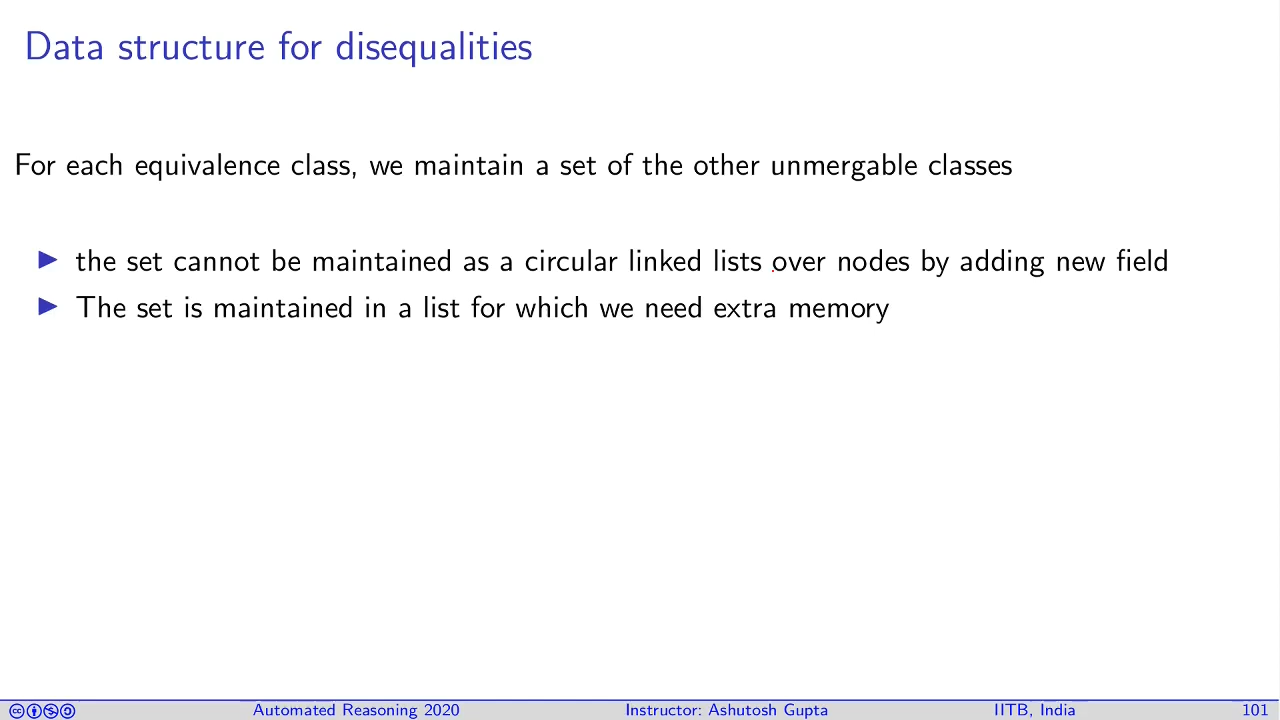 Data structure for disequalities
For each equivalence class, we maintain a set of the other unmergable classes
▶ the set cannot be maintained as a circular linked lists over nodes by adding new field
▶ The set is maintained in a list for which we need extra memory
Automated Reasoning 2020 Instructor: Ashutosh Gupta IITB, India 101